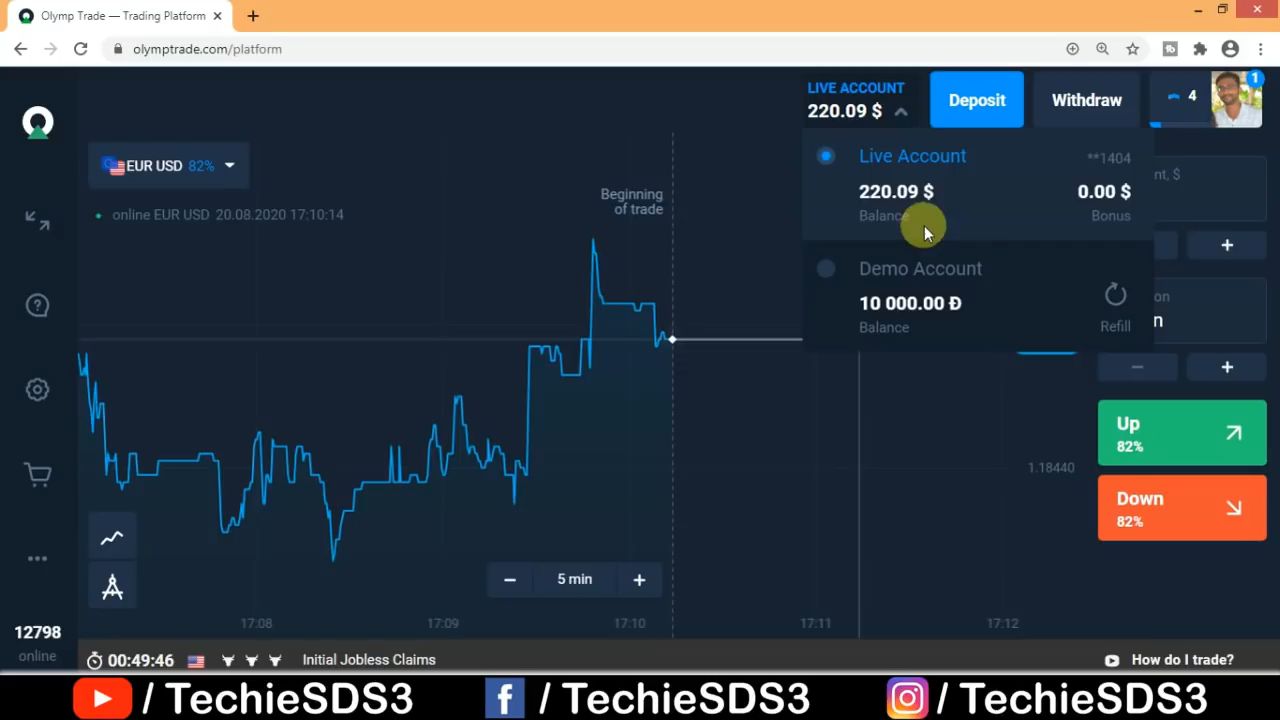 Olymp Trade — Trading Platform
olymptrade.com/platform
LIVE ACCOUNT
220.09 $
Deposit
Withdraw
4
1
EUR USD 82%
online EUR USD 20.08.2020 17:10:14
Beginning
of trade
Live Account
**1404
220.09 $
0.00 $
Balance
Bonus
Demo Account
10 000.00 Đ
Balance
Refill
nt, $
+
on
n
−
+
Up
82%
1.18440
Down
82%
−
5 min
+
17:08
17:09
17:10
17:11
17:12
12798
online
00:49:46
Initial Jobless Claims
How do I trade?
/ TechieSDS3
/ TechieSDS3
/ TechieSDS3